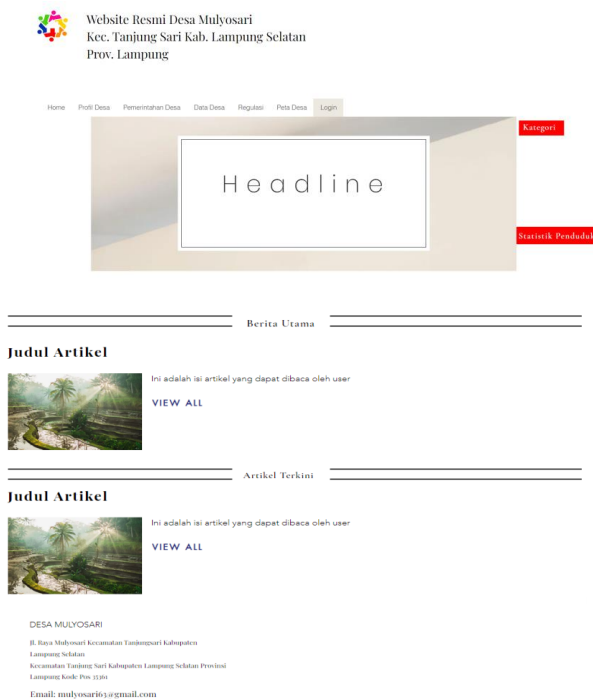 Website Resmi Desa Mulyosari
Kec. Tanjung Sari Kab. Lampung Selatan
Prov. Lampung
Home Profil Desa Pemerintahan Desa Data Desa Regulasi Peta Desa Login
Kategori
Headline
Statistik Penduduk
Berita Utama
Judul Artikel
Ini adalah isi artikel yang dapat dibaca oleh user
VIEW ALL
Artikel Terkini
Judul Artikel
Ini adalah isi artikel yang dapat dibaca oleh user
VIEW ALL
DESA MULYOSARI
Jl. Raya Mulyosari Kecamatan Tanjungsari Kabupaten
Lampung Selatan
Kecamatan Tanjung Sari Kabupaten Lampung Selatan Provinsi
Lampung Kode Pos 35361
Email: mulyosari63@gmail.com